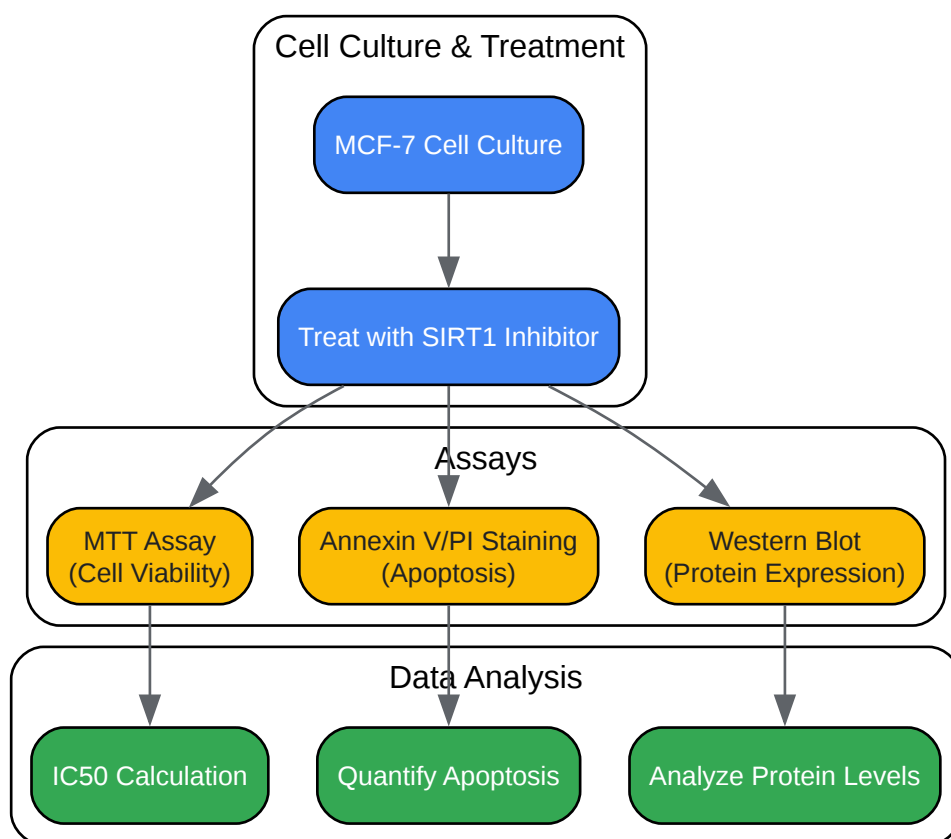 Cell Culture & Treatment
MCF-7 Cell Culture
Treat with SIRT1 Inhibitor
Assays
MTT Assay
(Cell Viability)
Annexin V/PI Staining
(Apoptosis)
Western Blot
(Protein Expression)
Data Analysis
IC50 Calculation
Quantify Apoptosis
Analyze Protein Levels